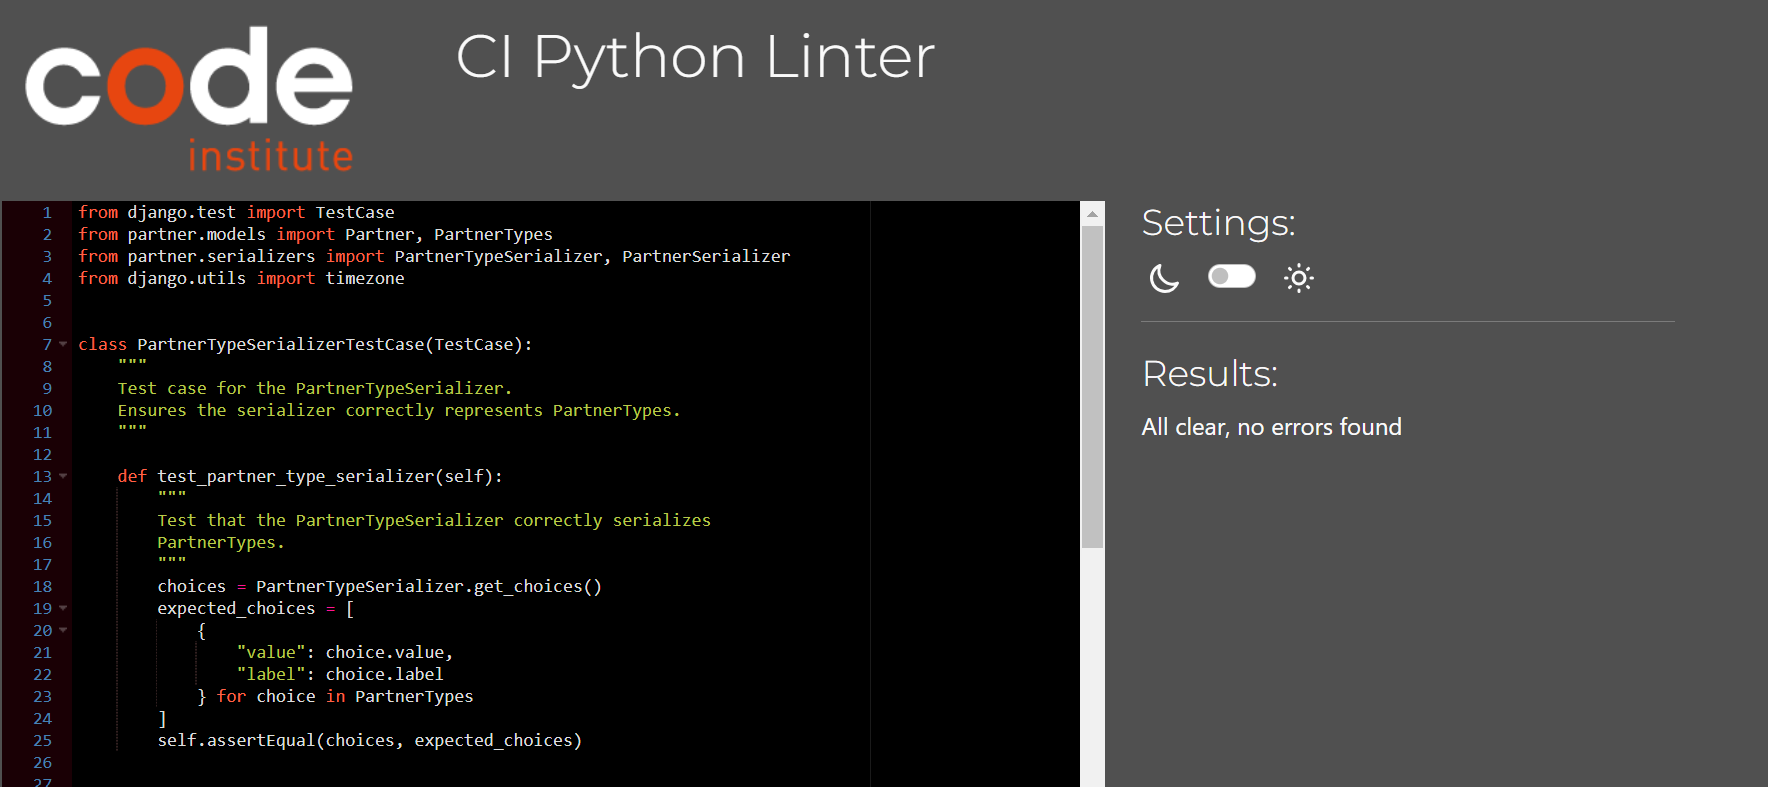 code
institute
CI Python Linter
1 from django.test import TestCase
2 from partner.models import Partner, PartnerTypes
3 from partner.serializers import PartnerTypeSerializer, PartnerSerializer
4 from django.utils import timezone
5
6
7 class PartnerTypeSerializerTestCase(TestCase):
8     """
9     Test case for the PartnerTypeSerializer.
10     Ensures the serializer correctly represents PartnerTypes.
11     """
12
13     def test_partner_type_serializer(self):
14         """
15         Test that the PartnerTypeSerializer correctly serializes
16         PartnerTypes.
17         """
18         choices = PartnerTypeSerializer.get_choices()
19         expected_choices = [
20             {
21                 "value": choice.value,
22                 "label": choice.label
23             } for choice in PartnerTypes
24         ]
25         self.assertEqual(choices, expected_choices)
26
27
Settings:
Results:
All clear, no errors found